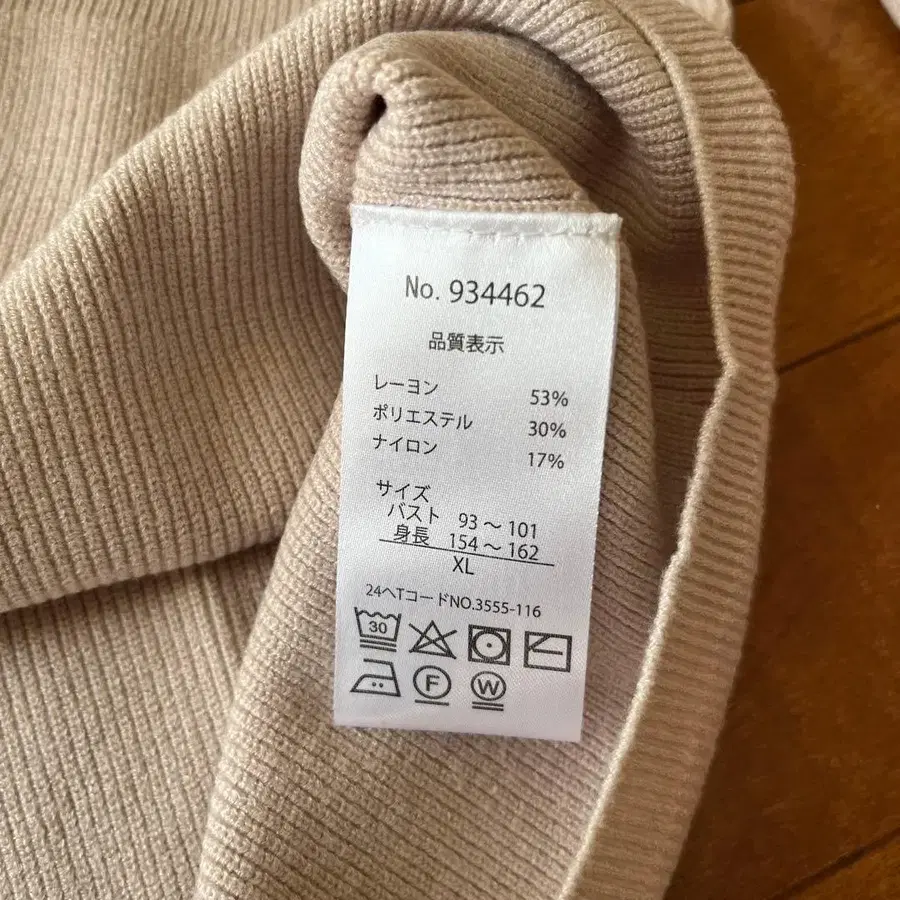 No. 934462
品質表示
レーヨン 53%
ポリエステル 30%
ナイロン 17%
サイズ
バスト 93～101
身長 154～162
XL
24ヘTコードNO.3555-116
30
F W